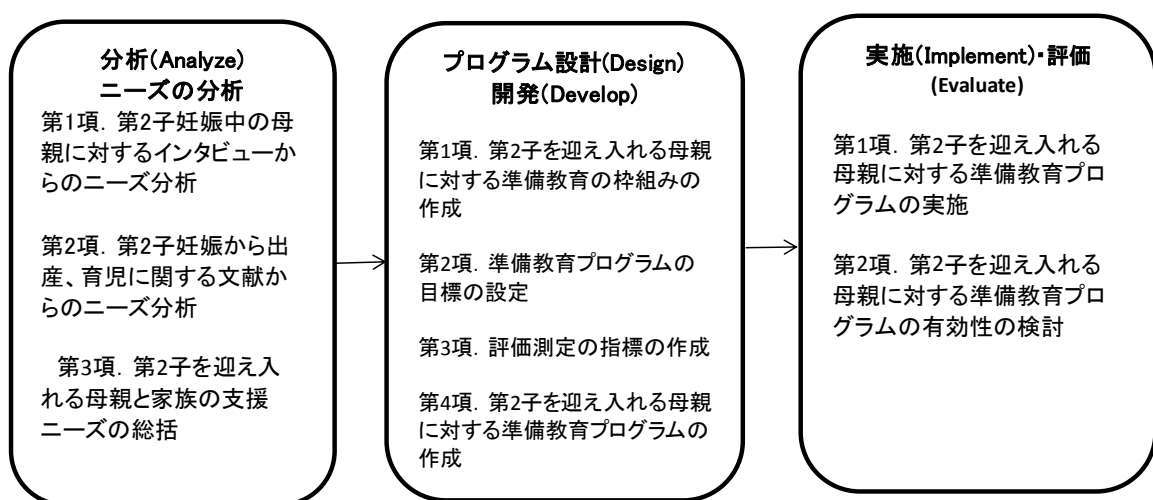 分析(Analyze)
ニーズの分析
第1項. 第2子妊娠中の母
親に対するインタビューか
らのニーズ分析
第2項. 第2子妊娠から出
産、育児に関する文献か
らのニーズ分析
第3項. 第2子を迎え入
れる母親と家族の支援
ニーズの総括
プログラム設計(Design)
開発(Develop)
第1項. 第2子を迎え入れる母親
に対する準備教育の枠組みの
作成
第2項. 準備教育プログラムの
目標の設定
第3項. 評価測定の指標の作成
第4項. 第2子を迎え入れる母親
に対する準備教育プログラムの
作成
実施(Implement)・評価
(Evaluate)
第1項. 第2子を迎え入れる
母親に対する準備教育プロ
グラムの実施
第2項. 第2子を迎え入れる
母親に対する準備教育プロ
グラムの有効性の検討